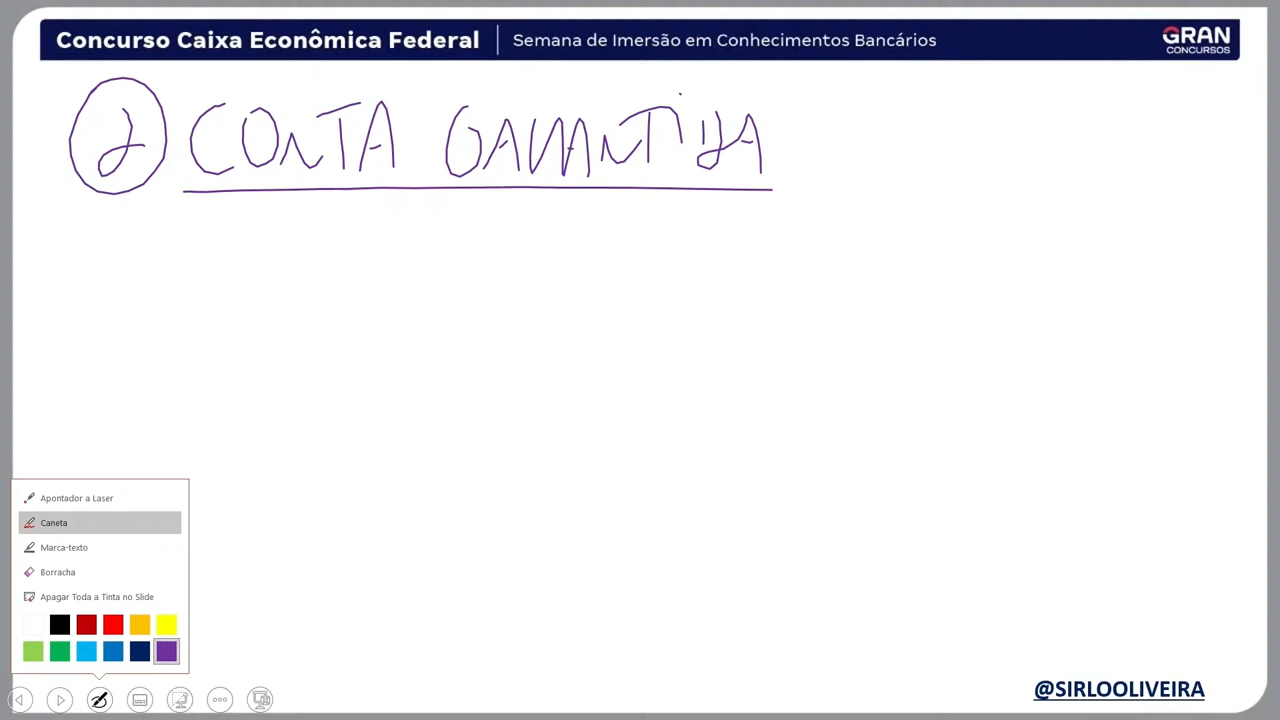 Concurso Caixa Econômica Federal | Semana de Imersão em Conhecimentos Bancários
GRAN
CONCURSOS
2 CONTA GARANTIDA
Apontador a Laser
Caneta
Marca-texto
Borracha
Apagar Toda a Tinta no Slide
@SIRLOOLIVEIRA